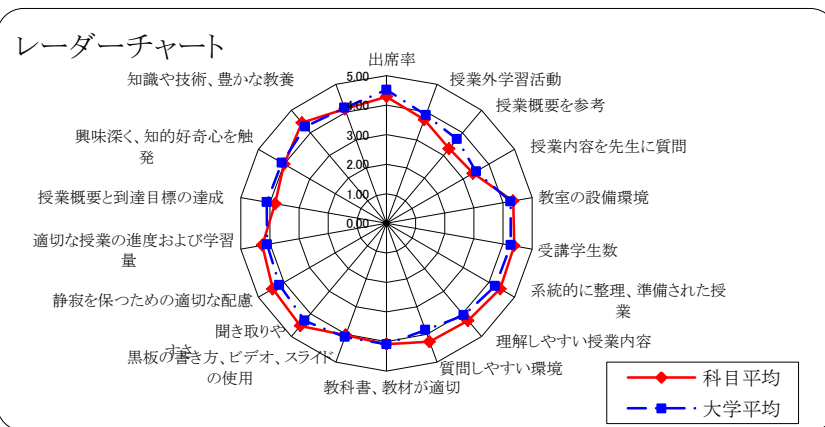 レーダーチャート
出席率
授業外学習活動
授業概要を参考
授業内容を先生に質問
教室の設備環境
受講学生数
系統的に整理、準備された授
業
理解しやすい授業内容
質問しやすい環境
教科書、教材が適切
黒板の書き方、ビデオ、スライド
の使用
聞き取りや
すさ
静寂を保つための適切な配慮
適切な授業の進度および学習
量
授業概要と到達目標の達成
興味深く、知的好奇心を触
発
知識や技術、豊かな教養
5.00
4.00
3.00
2.00
1.00
0.00
科目平均
大学平均